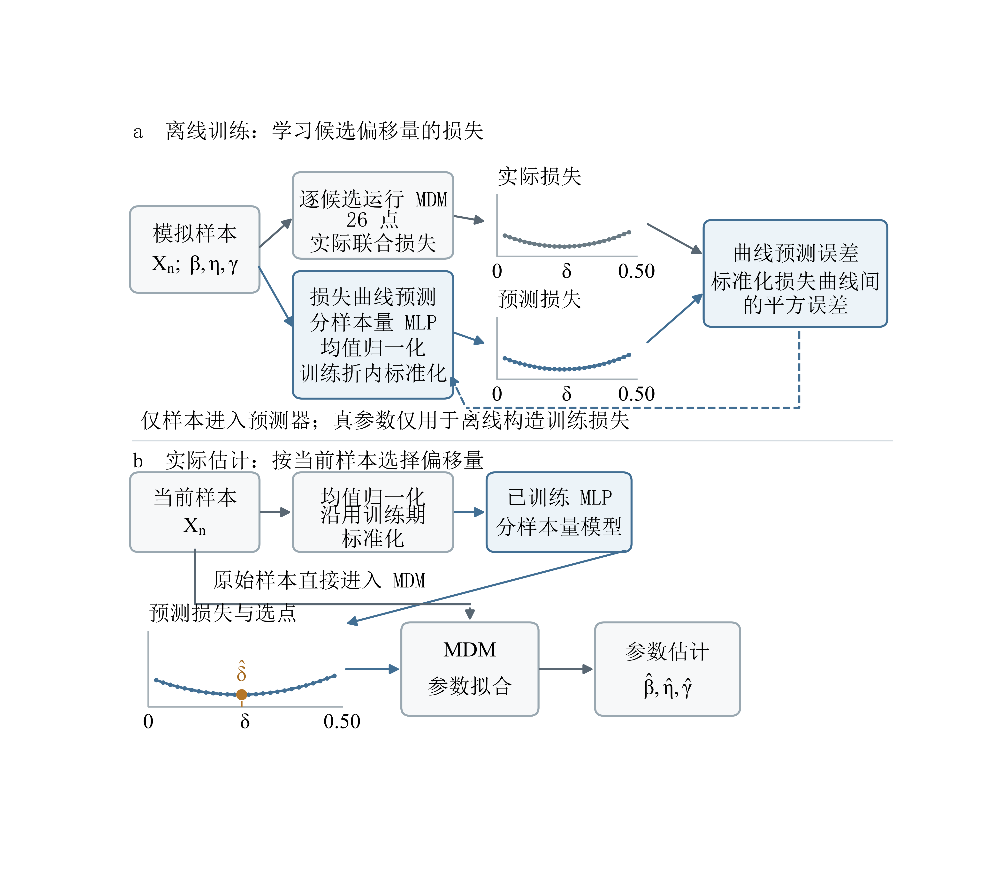 a 离线训练：学习候选偏移量的损失
模拟样本
Xₙ; β, η, γ
逐候选运行 MDM
26 点
实际联合损失
实际损失
0 δ 0.50
损失曲线预测
分样本量 MLP
均值归一化
训练折内标准化
预测损失
0 δ 0.50
曲线预测误差
标准化损失曲线间
的平方误差
仅样本进入预测器；真参数仅用于离线构造训练损失
b 实际估计：按当前样本选择偏移量
当前样本
Xₙ
均值归一化
沿用训练期
标准化
已训练 MLP
分样本量模型
原始样本直接进入 MDM
预测损失与选点
δ̂
0 δ 0.50
MDM
参数拟合
参数估计
β̂, η̂, γ̂